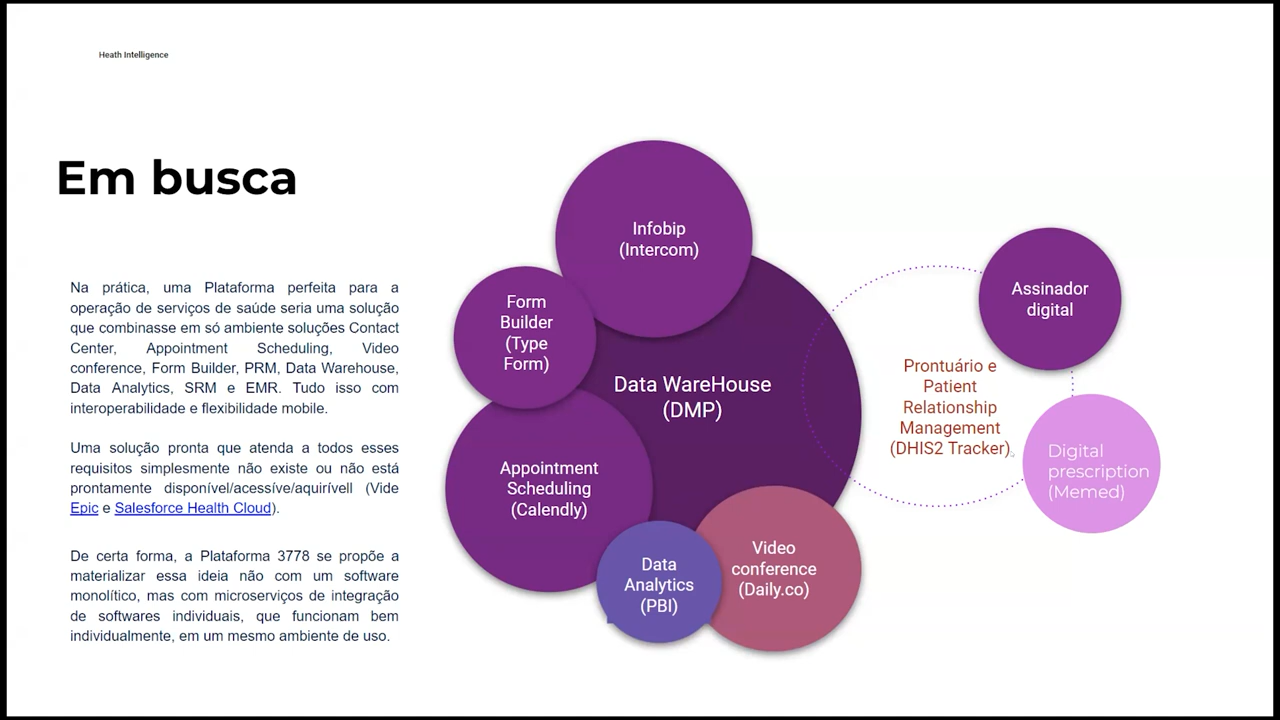 Heath Intelligence
Em busca
Na prática, uma Plataforma perfeita para a
operação de serviços de saúde seria uma solução
que combinasse em só ambiente soluções Contact
Center, Appointment Scheduling, Video
conference, Form Builder, PRM, Data Warehouse,
Data Analytics, SRM e EMR. Tudo isso com
interoperabilidade e flexibilidade mobile.
Uma solução pronta que atenda a todos esses
requisitos simplesmente não existe ou não está
prontamente disponível/acessíve/aquirívell (Vide
Epic e Salesforce Health Cloud).
De certa forma, a Plataforma 3778 se propõe a
materializar essa ideia não com um software
monolítico, mas com microserviços de integração
de softwares individuais, que funcionam bem
individualmente, em um mesmo ambiente de uso.
Infobip
(Intercom)
Form
Builder
(Type
Form)
Data WareHouse
(DMP)
Appointment
Scheduling
(Calendly)
Data
Analytics
(PBI)
Video
conference
(Daily.co)
Prontuário e
Patient
Relationship
Management
(DHIS2 Tracker)
Assinador
digital
Digital
prescription
(Memed)